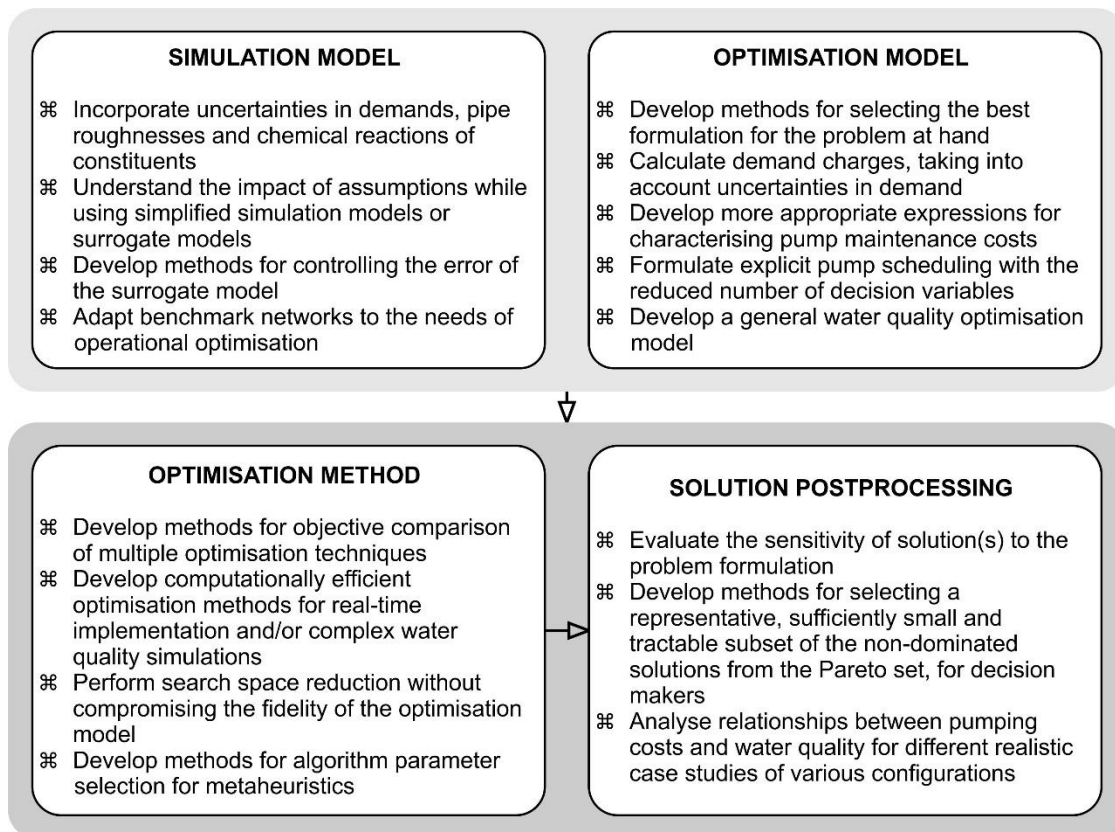 SIMULATION MODEL
⌘ Incorporate uncertainties in demands, pipe
roughnesses and chemical reactions of
constituents
⌘ Understand the impact of assumptions while
using simplified simulation models or
surrogate models
⌘ Develop methods for controlling the error of
the surrogate model
⌘ Adapt benchmark networks to the needs of
operational optimisation
OPTIMISATION MODEL
⌘ Develop methods for selecting the best
formulation for the problem at hand
⌘ Calculate demand charges, taking into
account uncertainties in demand
⌘ Develop more appropriate expressions for
characterising pump maintenance costs
⌘ Formulate explicit pump scheduling with the
reduced number of decision variables
⌘ Develop a general water quality optimisation
model
OPTIMISATION METHOD
⌘ Develop methods for objective comparison
of multiple optimisation techniques
⌘ Develop computationally efficient
optimisation methods for real-time
implementation and/or complex water
quality simulations
⌘ Perform search space reduction without
compromising the fidelity of the optimisation
model
⌘ Develop methods for algorithm parameter
selection for metaheuristics
SOLUTION POSTPROCESSING
⌘ Evaluate the sensitivity of solution(s) to the
problem formulation
⌘ Develop methods for selecting a
representative, sufficiently small and
tractable subset of the non-dominated
solutions from the Pareto set, for decision
makers
⌘ Analyse relationships between pumping
costs and water quality for different realistic
case studies of various configurations